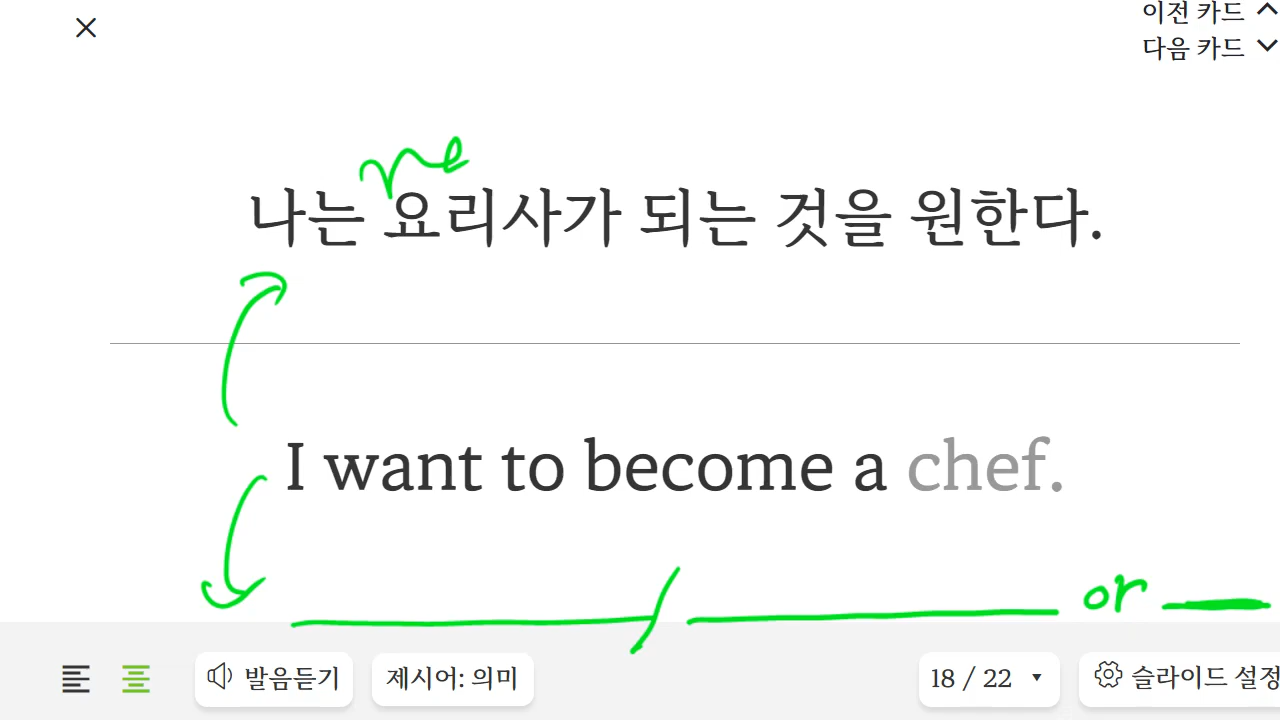 이전 카드
다음 카드
나는 요리사가 되는 것을 원한다.
I want to become a chef.
or
발음듣기 제시어: 의미 18 / 22 슬라이드 설정